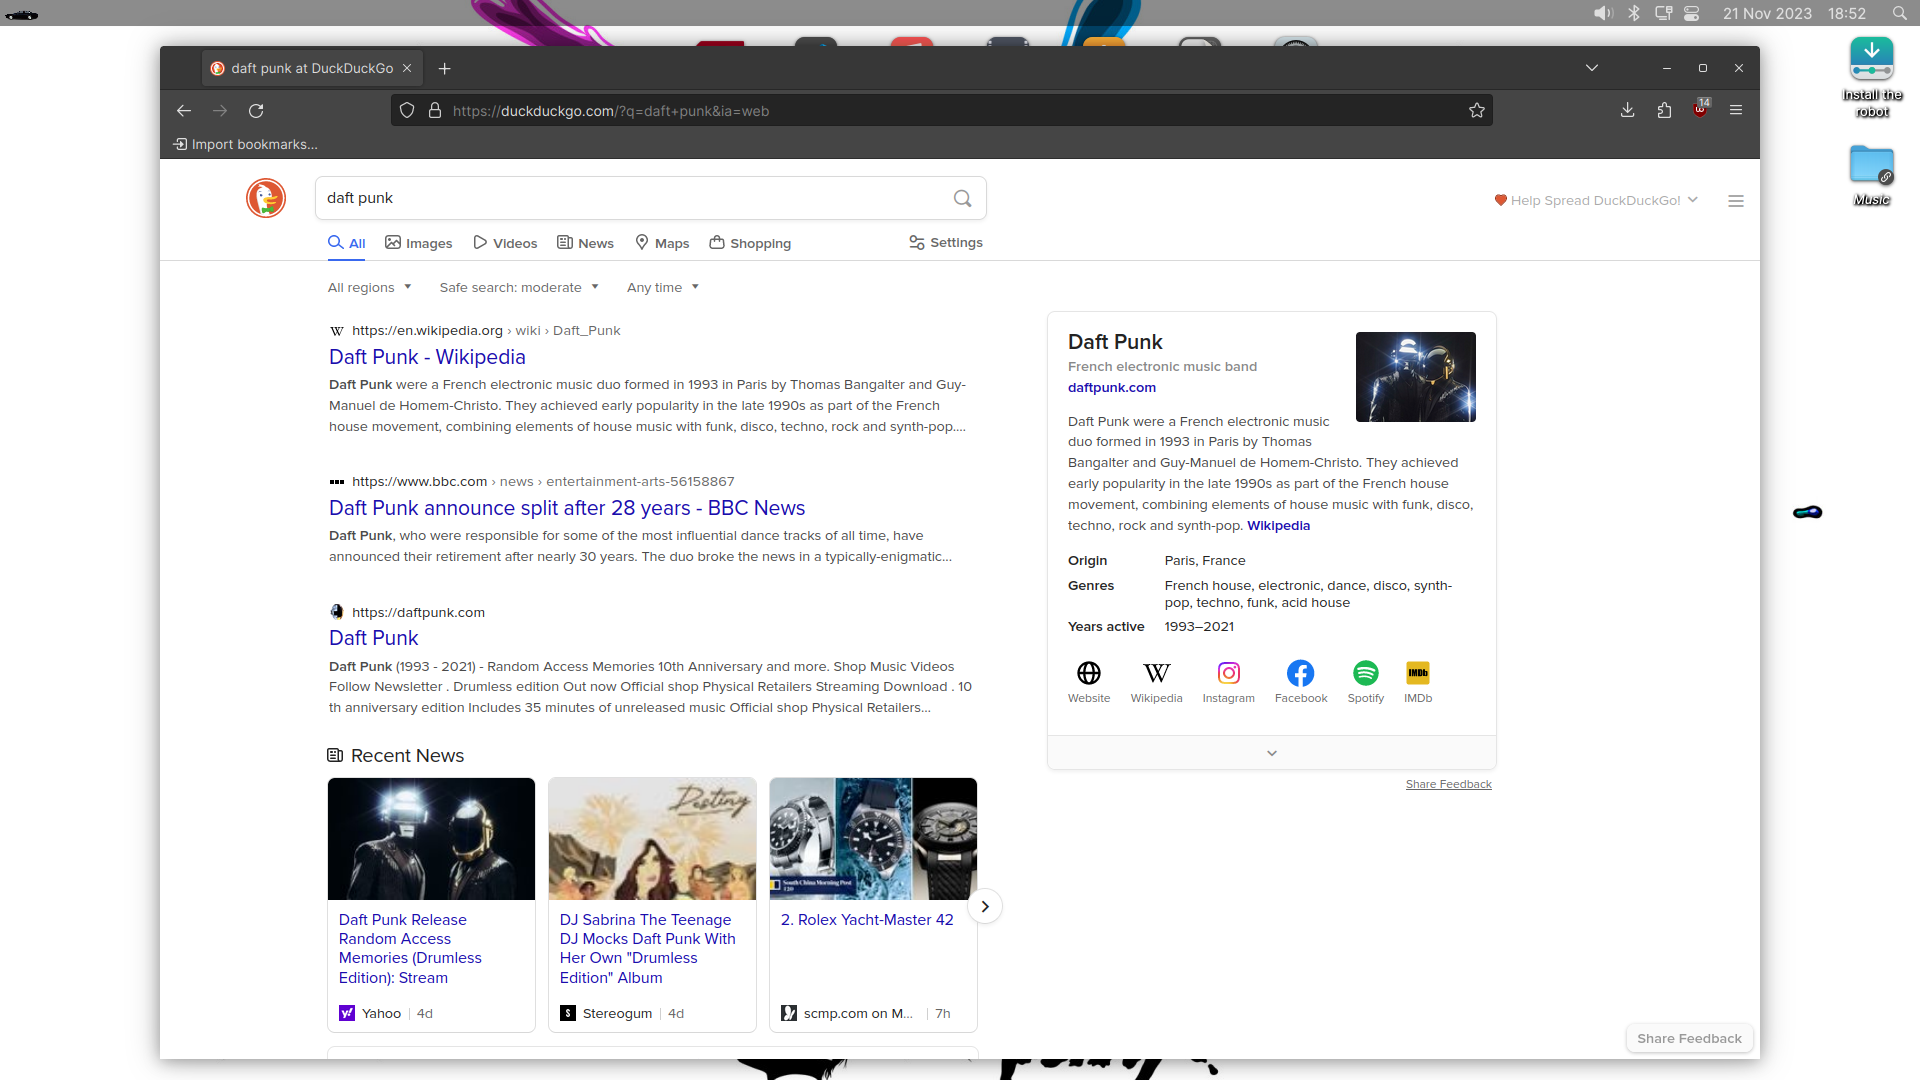 21 Nov 2023 18:52
daft punk at DuckDuckGo
https://duckduckgo.com/?q=daft+punk&ia=web
14
Import bookmarks...
Install the
robot
Music
daft punk
Help Spread DuckDuckGo!
All Images Videos News Maps Shopping Settings
All regions Safe search: moderate Any time
https://en.wikipedia.org › wiki › Daft_Punk
Daft Punk - Wikipedia
Daft Punk were a French electronic music duo formed in 1993 in Paris by Thomas Bangalter and Guy-
Manuel de Homem-Christo. They achieved early popularity in the late 1990s as part of the French
house movement, combining elements of house music with funk, disco, techno, rock and synth-pop....
https://www.bbc.com › news › entertainment-arts-56158867
Daft Punk announce split after 28 years - BBC News
Daft Punk, who were responsible for some of the most influential dance tracks of all time, have
announced their retirement after nearly 30 years. The duo broke the news in a typically-enigmatic...
https://daftpunk.com
Daft Punk
Daft Punk (1993 - 2021) - Random Access Memories 10th Anniversary and more. Shop Music Videos
Follow Newsletter . Drumless edition Out now Official shop Physical Retailers Streaming Download . 10
th anniversary edition Includes 35 minutes of unreleased music Official shop Physical Retailers...
Recent News
Destiny
South China Morning Post
Daft Punk Release
Random Access
Memories (Drumless
Edition): Stream
Yahoo 4d
DJ Sabrina The Teenage
DJ Mocks Daft Punk With
Her Own "Drumless
Edition" Album
Stereogum 4d
2. Rolex Yacht-Master 42
scmp.com on M... 7h
Daft Punk
French electronic music band
daftpunk.com
Daft Punk were a French electronic music
duo formed in 1993 in Paris by Thomas
Bangalter and Guy-Manuel de Homem-Christo. They achieved
early popularity in the late 1990s as part of the French house
movement, combining elements of house music with funk, disco,
techno, rock and synth-pop. Wikipedia
Origin Paris, France
Genres French house, electronic, dance, disco, synth-
pop, techno, funk, acid house
Years active 1993–2021
IMDb
Website Wikipedia Instagram Facebook Spotify IMDb
Share Feedback
Share Feedback